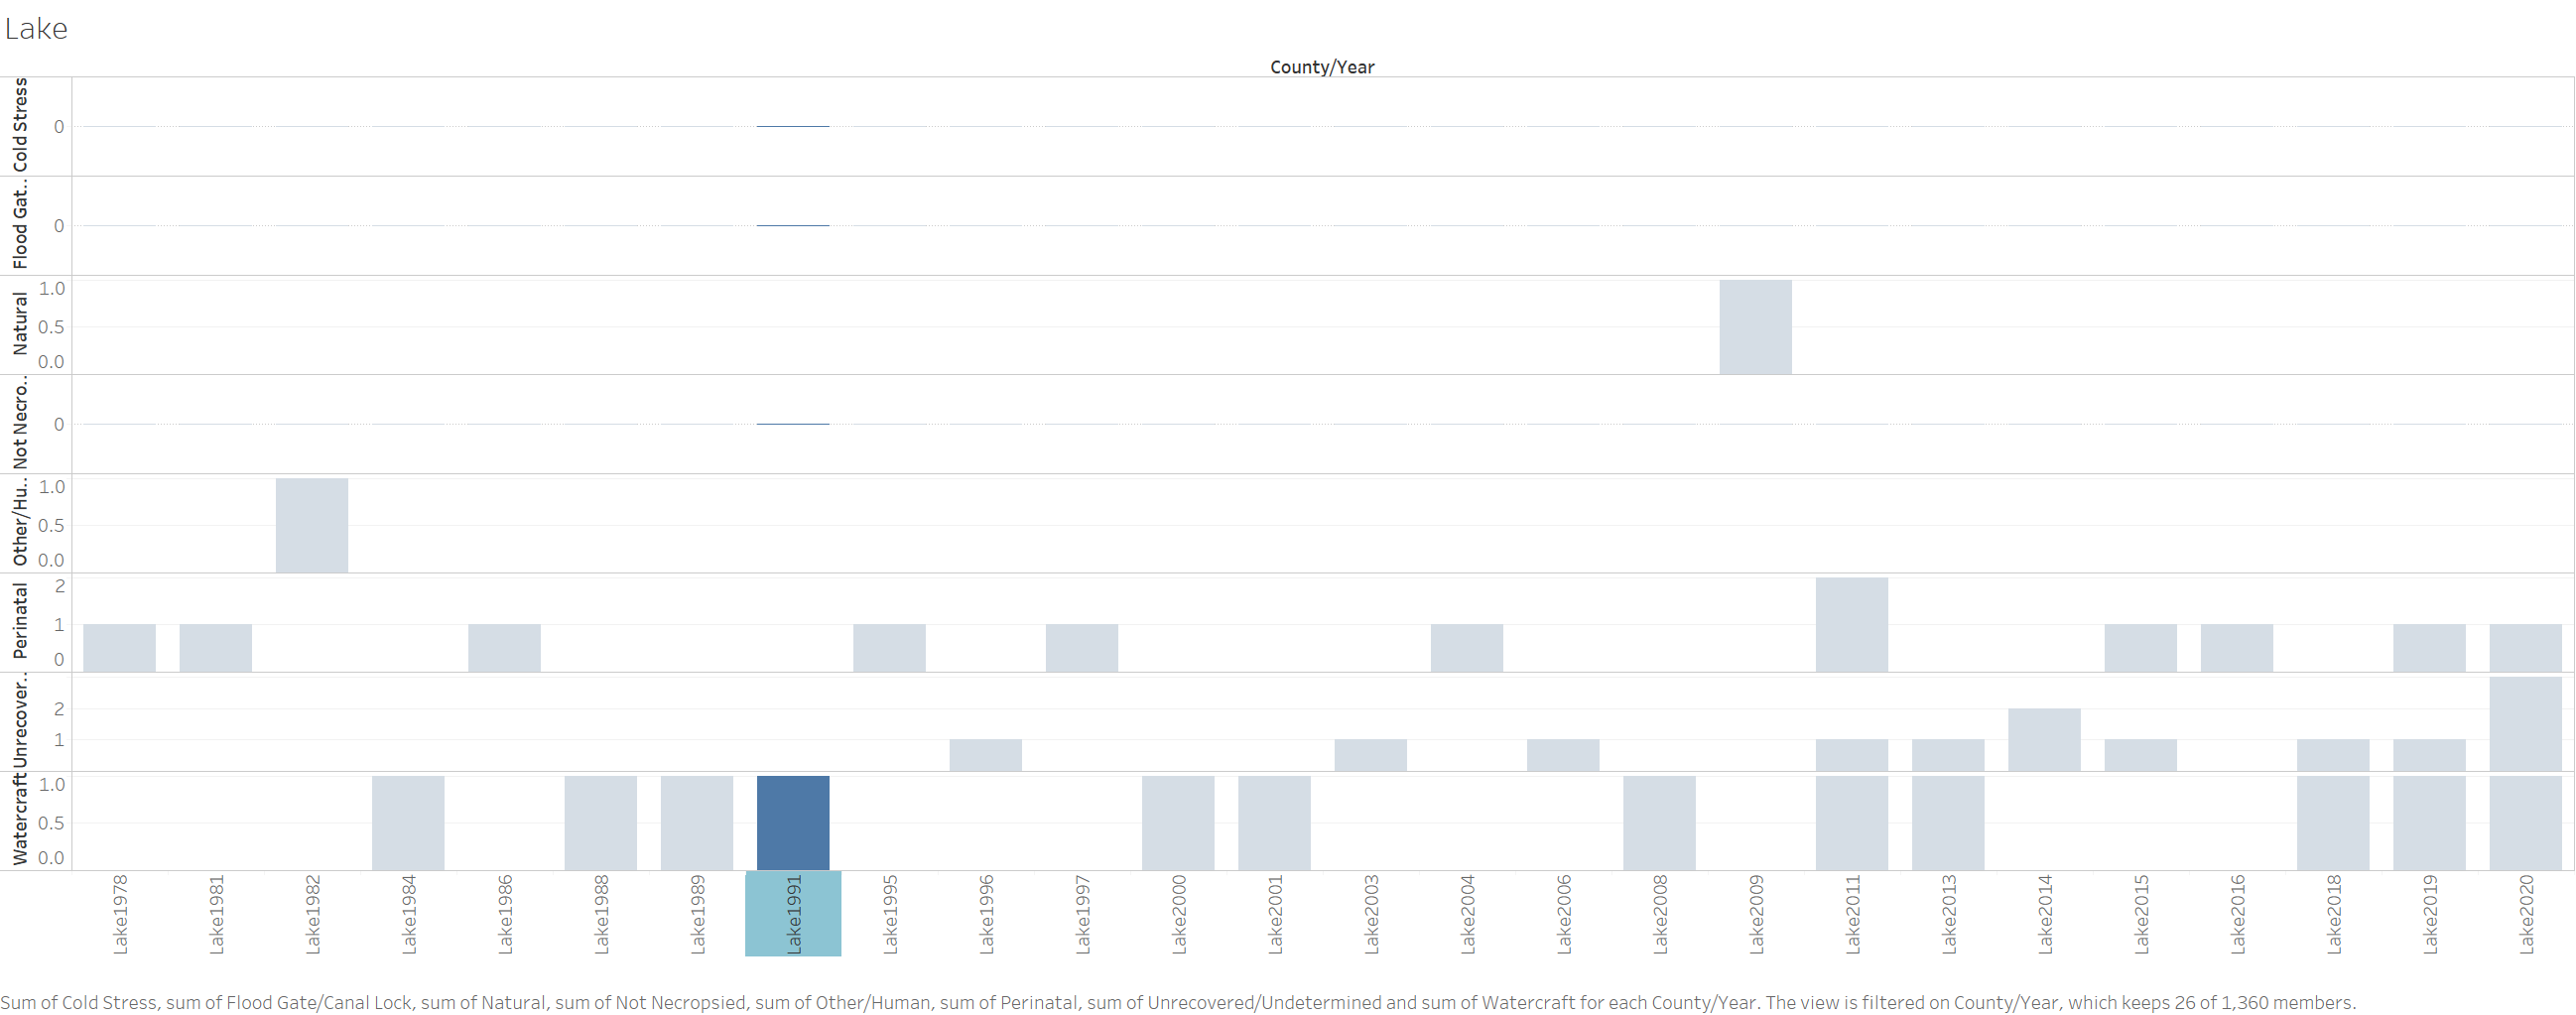 Lake
County/Year
Cold Stress
0
Flood Gat..
0
Natural
1.0
0.5
0.0
Not Necro..
0
Other/Hu..
1.0
0.5
0.0
Perinatal
2
1
0
Unrecover..
2
1
Watercraft
1.0
0.5
0.0
Lake1978
Lake1981
Lake1982
Lake1984
Lake1986
Lake1988
Lake1989
Lake1991
Lake1995
Lake1996
Lake1997
Lake2000
Lake2001
Lake2003
Lake2004
Lake2006
Lake2008
Lake2009
Lake2011
Lake2013
Lake2014
Lake2015
Lake2016
Lake2018
Lake2019
Lake2020
Sum of Cold Stress, sum of Flood Gate/Canal Lock, sum of Natural, sum of Not Necropsied, sum of Other/Human, sum of Perinatal, sum of Unrecovered/Undetermined and sum of Watercraft for each County/Year. The view is filtered on County/Year, which keeps 26 of 1,360 members.